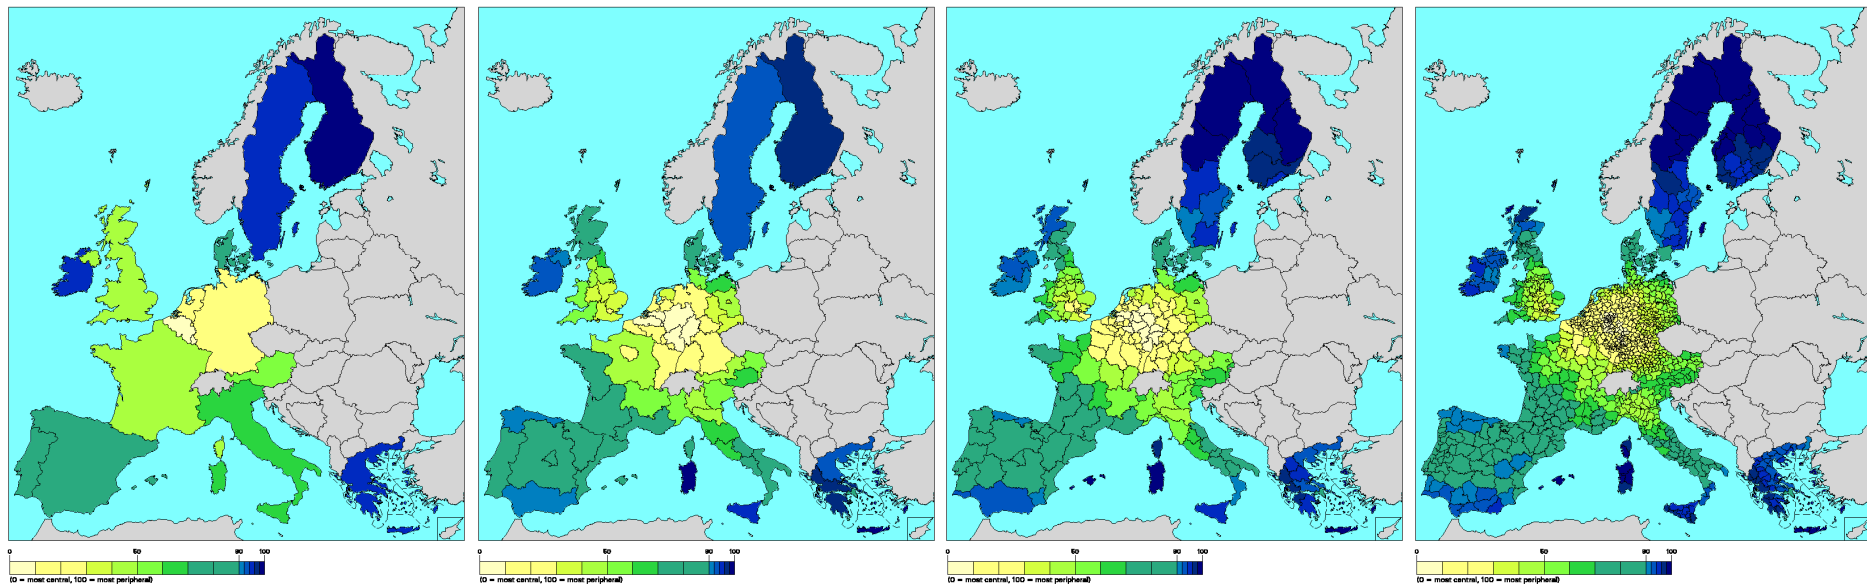 0 50 90 100
(0 = most central, 100 = most peripheral)
0 50 90 100
(0 = most central, 100 = most peripheral)
0 50 90 100
(0 = most central, 100 = most peripheral)
0 50 90 100
(0 = most central, 100 = most peripheral)